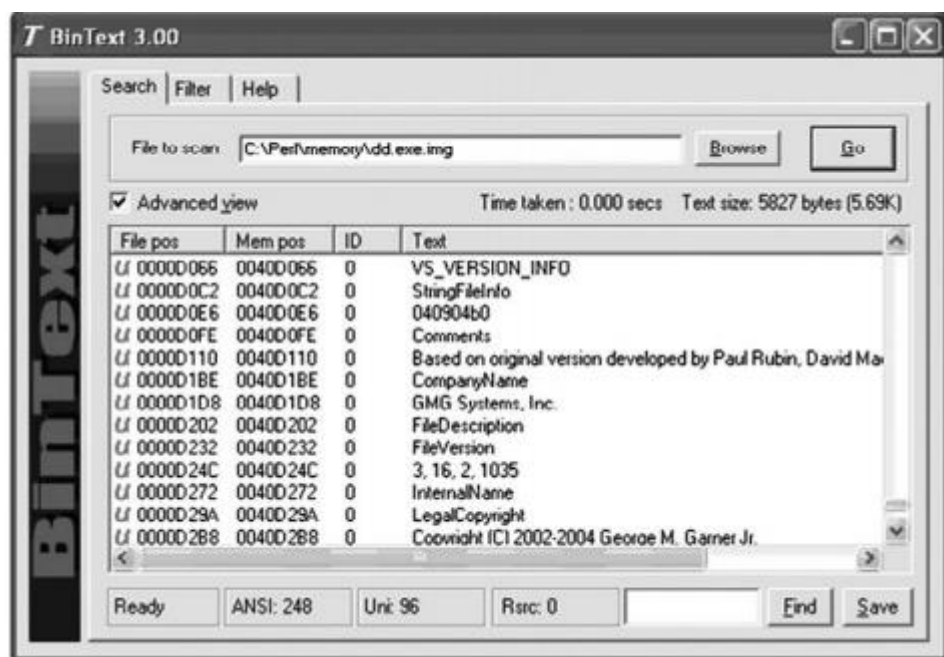 BinText 3.00
Search Filter Help
File to scan C:\Perl\memory\dd.exe.img Browse Go
Advanced view Time taken : 0.000 secs Text size: 5827 bytes (5.69K)
File pos Mem pos ID Text
U 0000D066 0040D066 0 VS_VERSION_INFO
U 0000D0C2 0040D0C2 0 StringFileInfo
U 0000D0E6 0040D0E6 0 040904b0
U 0000D0FE 0040D0FE 0 Comments
U 0000D110 0040D110 0 Based on original version developed by Paul Rubin, David Mac
U 0000D1BE 0040D1BE 0 CompanyName
U 0000D1D8 0040D1D8 0 GMG Systems, Inc.
U 0000D202 0040D202 0 FileDescription
U 0000D232 0040D232 0 FileVersion
U 0000D24C 0040D24C 0 3, 16, 2, 1035
U 0000D272 0040D272 0 InternalName
U 0000D29A 0040D29A 0 LegalCopyright
U 0000D2B8 0040D2B8 0 Copyright (C) 2002-2004 George M. Garner Jr.
Ready ANSI: 248 Uni: 96 Rsrc: 0 Find Save
BinText